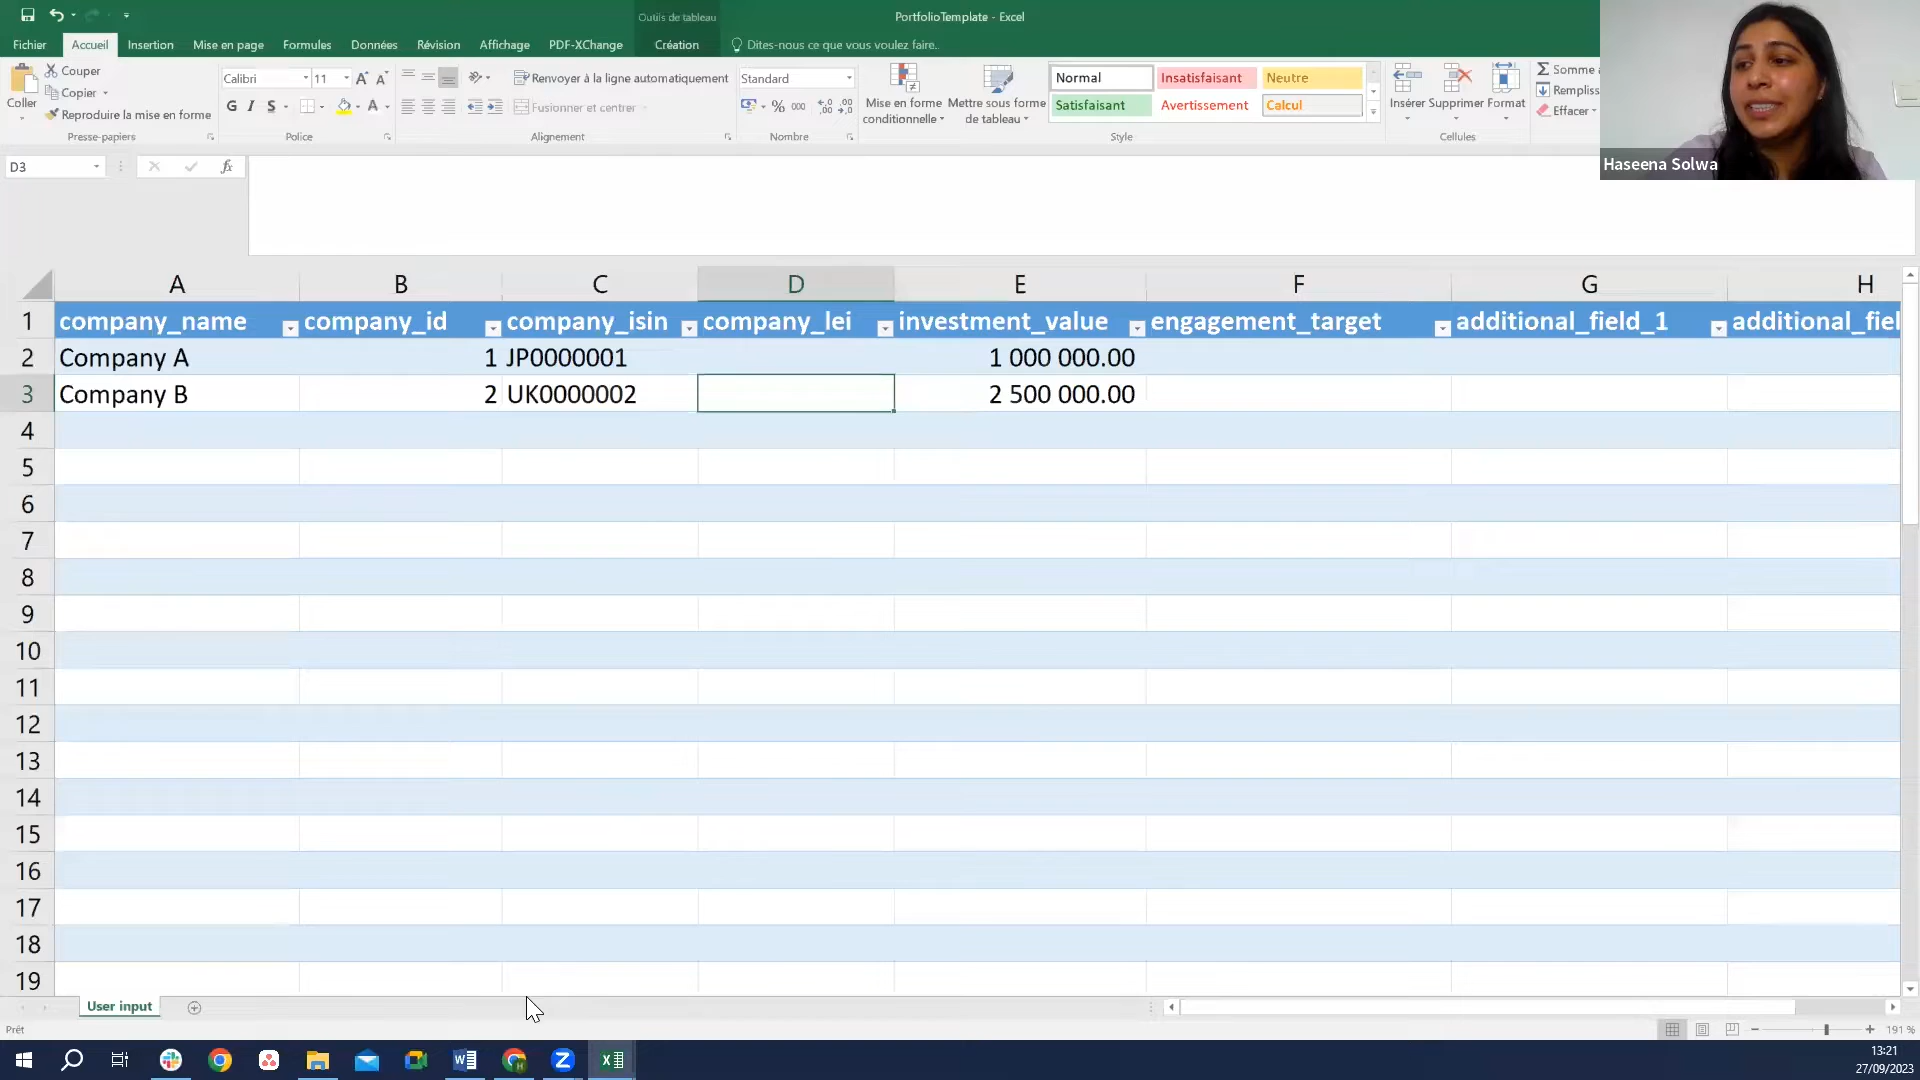 Outils de tableau
PortfolioTemplate - Excel
Fichier Accueil Insertion Mise en page Formules Données Révision Affichage PDF-XChange Création Dites-nous ce que vous voulez faire..
Coller
Couper
Copier
Reproduire la mise en forme
Presse-papiers
Calibri 11
G I S
Police
Renvoyer à la ligne automatiquement
Fusionner et centrer
Alignement
Standard
% 000
Nombre
Mise en forme conditionnelle
Mettre sous forme de tableau
Normal Insatisfaisant Neutre
Satisfaisant Avertissement Calcul
Style
Insérer Supprimer Format
Cellules
Somme
Rempliss
Effacer
Haseena Solwa
D3
fx
A B C D E F G H
1 company_name company_id company_isin company_lei investment_value engagement_target additional_field_1 additional_fiel
2 Company A 1 JP0000001 1 000 000.00
3 Company B 2 UK0000002 2 500 000.00
4
5
6
7
8
9
10
11
12
13
14
15
16
17
18
19
User input
Prêt
191 %
13:21
27/09/2023